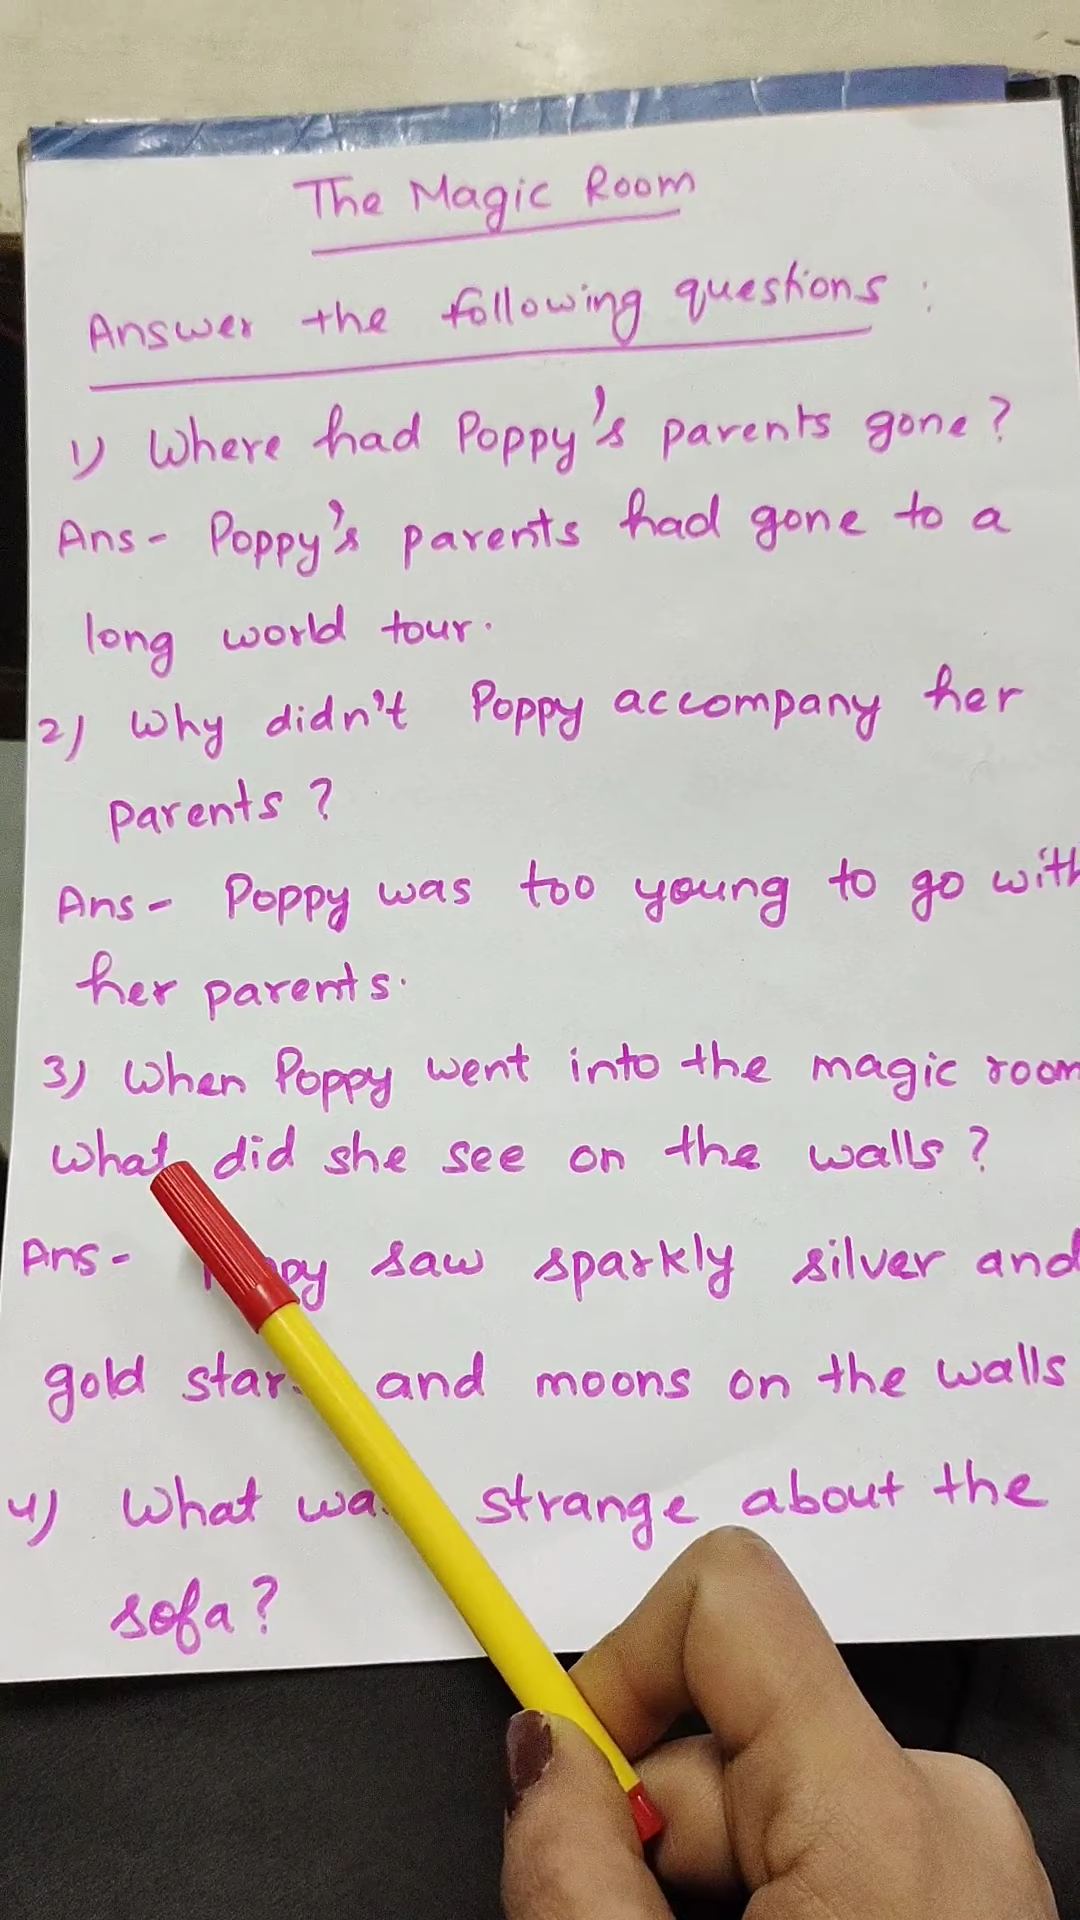 The Magic Room
Answer the following questions :
1) Where had Poppy's parents gone?
Ans- Poppy's parents had gone to a
long world tour.
2) Why didn't Poppy accompany her
parents?
Ans- Poppy was too young to go with
her parents.
3) When Poppy went into the magic room
what did she see on the walls?
Ans- saw sparkly silver and
gold stars and moons on the walls
4) What was strange about the
sofa?